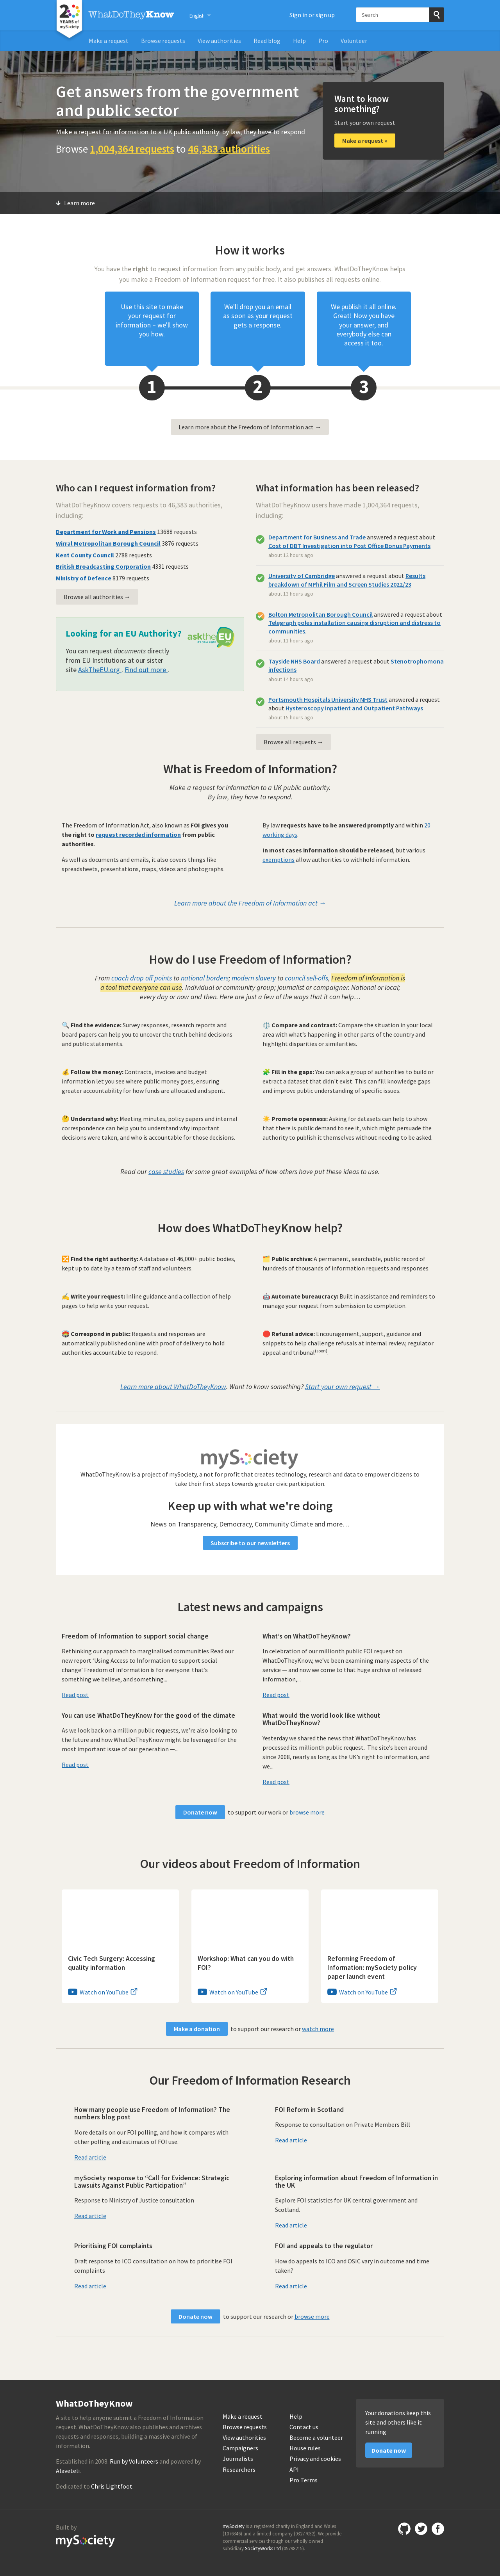 20
YEARS
of mySociety
WhatDoTheyKnow
English
Sign in or sign up
Search
Make a request
Browse requests
View authorities
Read blog
Help
Pro
Volunteer
Get answers from the government
and public sector
Make a request for information to a UK public authority: by law, they have to respond
Browse 1,004,364 requests to 46,383 authorities
Want to know
something?
Start your own request
Make a request »
Learn more
How it works
You have the right to request information from any public body, and get answers. WhatDoTheyKnow helps
you make a Freedom of Information request for free. It also publishes all requests online.
Use this site to make
your request for
information – we'll show
you how.
We'll drop you an email
as soon as your request
gets a response.
We publish it all online.
Great! Now you have
your answer, and
everybody else can
access it too.
1
2
3
Learn more about the Freedom of Information act →
Who can I request information from?
WhatDoTheyKnow covers requests to 46,383 authorities,
including:
Department for Work and Pensions 13688 requests
Wirral Metropolitan Borough Council 3876 requests
Kent County Council 2788 requests
British Broadcasting Corporation 4331 requests
Ministry of Defence 8179 requests
Browse all authorities →
Looking for an EU Authority?
asktheEU
You can request documents directly
from EU Institutions at our sister
site AskTheEU.org . Find out more .
What information has been released?
WhatDoTheyKnow users have made 1,004,364 requests,
including:
Department for Business and Trade answered a request about
Cost of DBT Investigation into Post Office Bonus Payments
about 12 hours ago
University of Cambridge answered a request about Results
breakdown of MPhil Film and Screen Studies 2022/23
about 13 hours ago
Bolton Metropolitan Borough Council answered a request about
Telegraph poles installation causing disruption and distress to
communities.
about 11 hours ago
Tayside NHS Board answered a request about Stenotrophomona
infections
about 14 hours ago
Portsmouth Hospitals University NHS Trust answered a request
about Hysteroscopy Inpatient and Outpatient Pathways
about 15 hours ago
Browse all requests →
What is Freedom of Information?
Make a request for information to a UK public authority.
By law, they have to respond.
The Freedom of Information Act, also known as FOI gives you
the right to request recorded information from public
authorities.
As well as documents and emails, it also covers things like
spreadsheets, presentations, maps, videos and photographs.
By law requests have to be answered promptly and within 20
working days.
In most cases information should be released, but various
exemptions allow authorities to withhold information.
Learn more about the Freedom of Information act →
How do I use Freedom of Information?
From coach drop off points to national borders; modern slavery to council sell-offs, Freedom of Information is
a tool that everyone can use. Individual or community group; journalist or campaigner. National or local;
every day or now and then. Here are just a few of the ways that it can help…
🔍 Find the evidence: Survey responses, research reports and
board papers can help you to uncover the truth behind decisions
and public statements.
⚖️ Compare and contrast: Compare the situation in your local
area with what's happening in other parts of the country and
highlight disparities or similarities.
💰 Follow the money: Contracts, invoices and budget
information let you see where public money goes, ensuring
greater accountability for how funds are allocated and spent.
🧩 Fill in the gaps: You can ask a group of authorities to build or
extract a dataset that didn't exist. This can fill knowledge gaps
and improve public understanding of specific issues.
🤔 Understand why: Meeting minutes, policy papers and internal
correspondence can help you to understand why important
decisions were taken, and who is accountable for those decisions.
☀️ Promote openness: Asking for datasets can help to show
that there is public demand to see it, which might persuade the
authority to publish it themselves without needing to be asked.
Read our case studies for some great examples of how others have put these ideas to use.
How does WhatDoTheyKnow help?
🔀 Find the right authority: A database of 46,000+ public bodies,
kept up to date by a team of staff and volunteers.
🗂️ Public archive: A permanent, searchable, public record of
hundreds of thousands of information requests and responses.
✍️ Write your request: Inline guidance and a collection of help
pages to help write your request.
🤖 Automate bureaucracy: Built in assistance and reminders to
manage your request from submission to completion.
📮 Correspond in public: Requests and responses are
automatically published online with proof of delivery to hold
authorities accountable to respond.
🛑 Refusal advice: Encouragement, support, guidance and
snippets to help challenge refusals at internal review, regulator
appeal and tribunal(soon).
Learn more about WhatDoTheyKnow. Want to know something? Start your own request →
mySociety
WhatDoTheyKnow is a project of mySociety, a not for profit that creates technology, research and data to empower citizens to
take their first steps towards greater civic participation.
Keep up with what we're doing
News on Transparency, Democracy, Community Climate and more…
Subscribe to our newsletters
Latest news and campaigns
Freedom of Information to support social change
Rethinking our approach to marginalised communities Read our
new report 'Using Access to Information to support social
change' Freedom of information is for everyone: that's
something we believe, and something...
Read post
What's on WhatDoTheyKnow?
In celebration of our millionth public FOI request on
WhatDoTheyKnow, we've been examining many aspects of the
service — and now we come to that huge archive of released
information,...
Read post
You can use WhatDoTheyKnow for the good of the climate
As we look back on a million public requests, we're also looking to
the future and how WhatDoTheyKnow might be leveraged for the
most important issue of our generation —...
Read post
What would the world look like without
WhatDoTheyKnow?
Yesterday we shared the news that WhatDoTheyKnow has
processed its millionth public request. The site's been around
since 2008, nearly as long as the UK's right to information, and
we...
Read post
Donate now to support our work or browse more
Our videos about Freedom of Information
Civic Tech Surgery: Accessing
quality information
Watch on YouTube
Workshop: What can you do with
FOI?
Watch on YouTube
Reforming Freedom of
Information: mySociety policy
paper launch event
Watch on YouTube
Make a donation to support our research or watch more
Our Freedom of Information Research
How many people use Freedom of Information? The
numbers blog post
More details on our FOI polling, and how it compares with
other polling and estimates of FOI use.
Read article
FOI Reform in Scotland
Response to consultation on Private Members Bill
Read article
mySociety response to "Call for Evidence: Strategic
Lawsuits Against Public Participation"
Response to Ministry of Justice consultation
Read article
Exploring information about Freedom of Information in
the UK
Explore FOI statistics for UK central government and
Scotland.
Read article
Prioritising FOI complaints
Draft response to ICO consultation on how to prioritise FOI
complaints
Read article
FOI and appeals to the regulator
How do appeals to ICO and OSIC vary in outcome and time
taken?
Read article
Donate now to support our research or browse more
WhatDoTheyKnow
A site to help anyone submit a Freedom of Information
request. WhatDoTheyKnow also publishes and archives
requests and responses, building a massive archive of
information.
Established in 2008. Run by Volunteers and powered by
Alaveteli.
Dedicated to Chris Lightfoot.
Make a request
Browse requests
View authorities
Campaigners
Journalists
Researchers
Help
Contact us
Become a volunteer
House rules
Privacy and cookies
API
Pro Terms
Your donations keep this
site and others like it
running
Donate now
Built by
mySociety
mySociety is a registered charity in England and Wales
(1076346) and a limited company (03277032). We provide
commercial services through our wholly owned
subsidiary SocietyWorks Ltd (05798215).